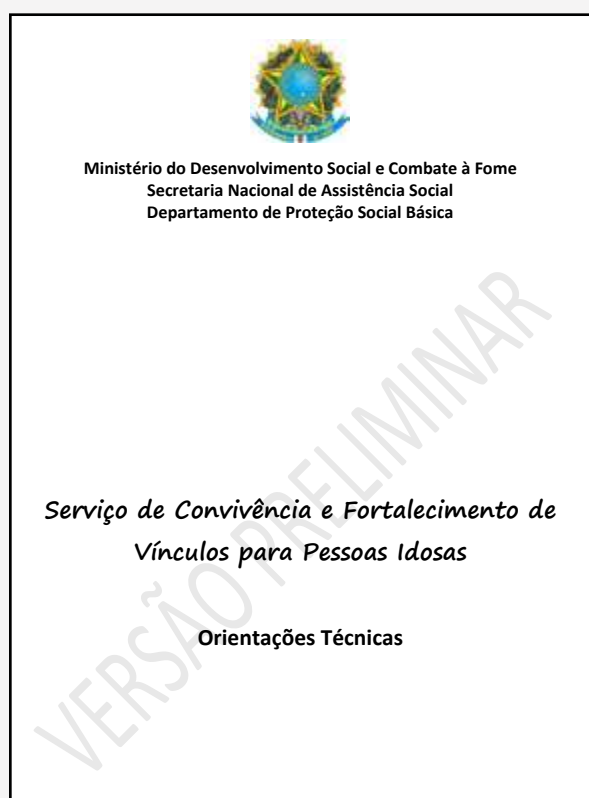 Ministério do Desenvolvimento Social e Combate à Fome
Secretaria Nacional de Assistência Social
Departamento de Proteção Social Básica
VERSÃO PRELIMINAR
Serviço de Convivência e Fortalecimento de
Vínculos para Pessoas Idosas
Orientações Técnicas